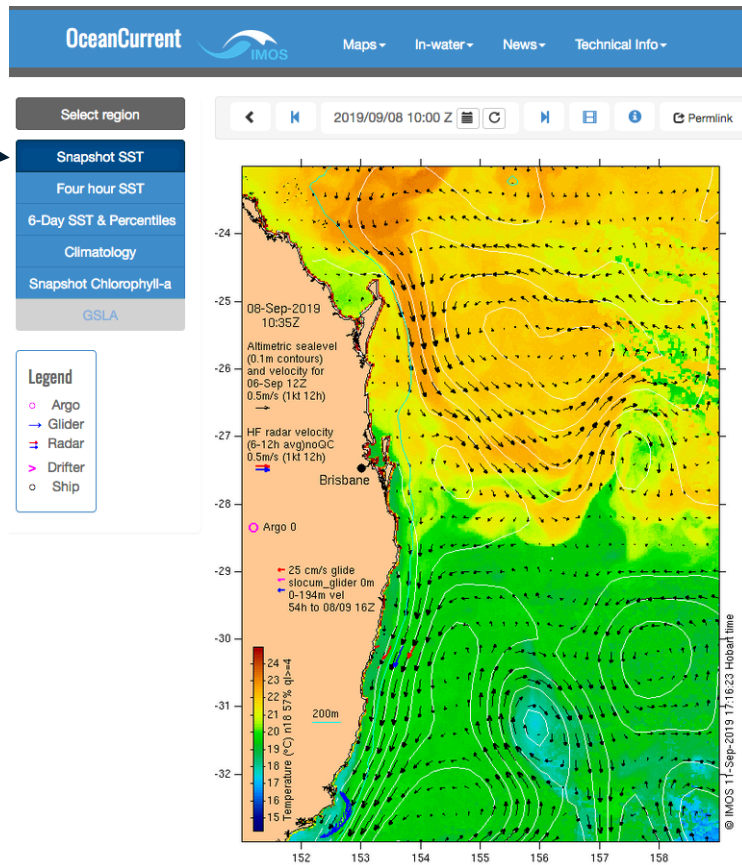 OceanCurrent
IMOS
Maps
In-water
News
Technical Info
Select region
2019/09/08 10:00 Z
Permlink
Snapshot SST
Four hour SST
6-Day SST & Percentiles
Climatology
Snapshot Chlorophyll-a
GSLA
Legend
Argo
Glider
Radar
Drifter
Ship
-24
-25
-26
-27
-28
-29
-30
-31
-32
08-Sep-2019
10:35Z
Altimetric sealevel
(0.1m contours)
and velocity for
06-Sep 12Z
0.5m/s (1kt 12h)
HF radar velocity
(6-12h avg)noQC
0.5m/s (1kt 12h)
Brisbane
Argo 0
25 cm/s glide
slocum_glider 0m
0-194m vel
54h to 08/09 16Z
24
23
22
21
20
19
18
17
16
15
Temperature (°C) n18 57% ql>=4
200m
152
153
154
155
156
157
158
© IMOS 11-Sep-2019 17:16:23 Hobart time